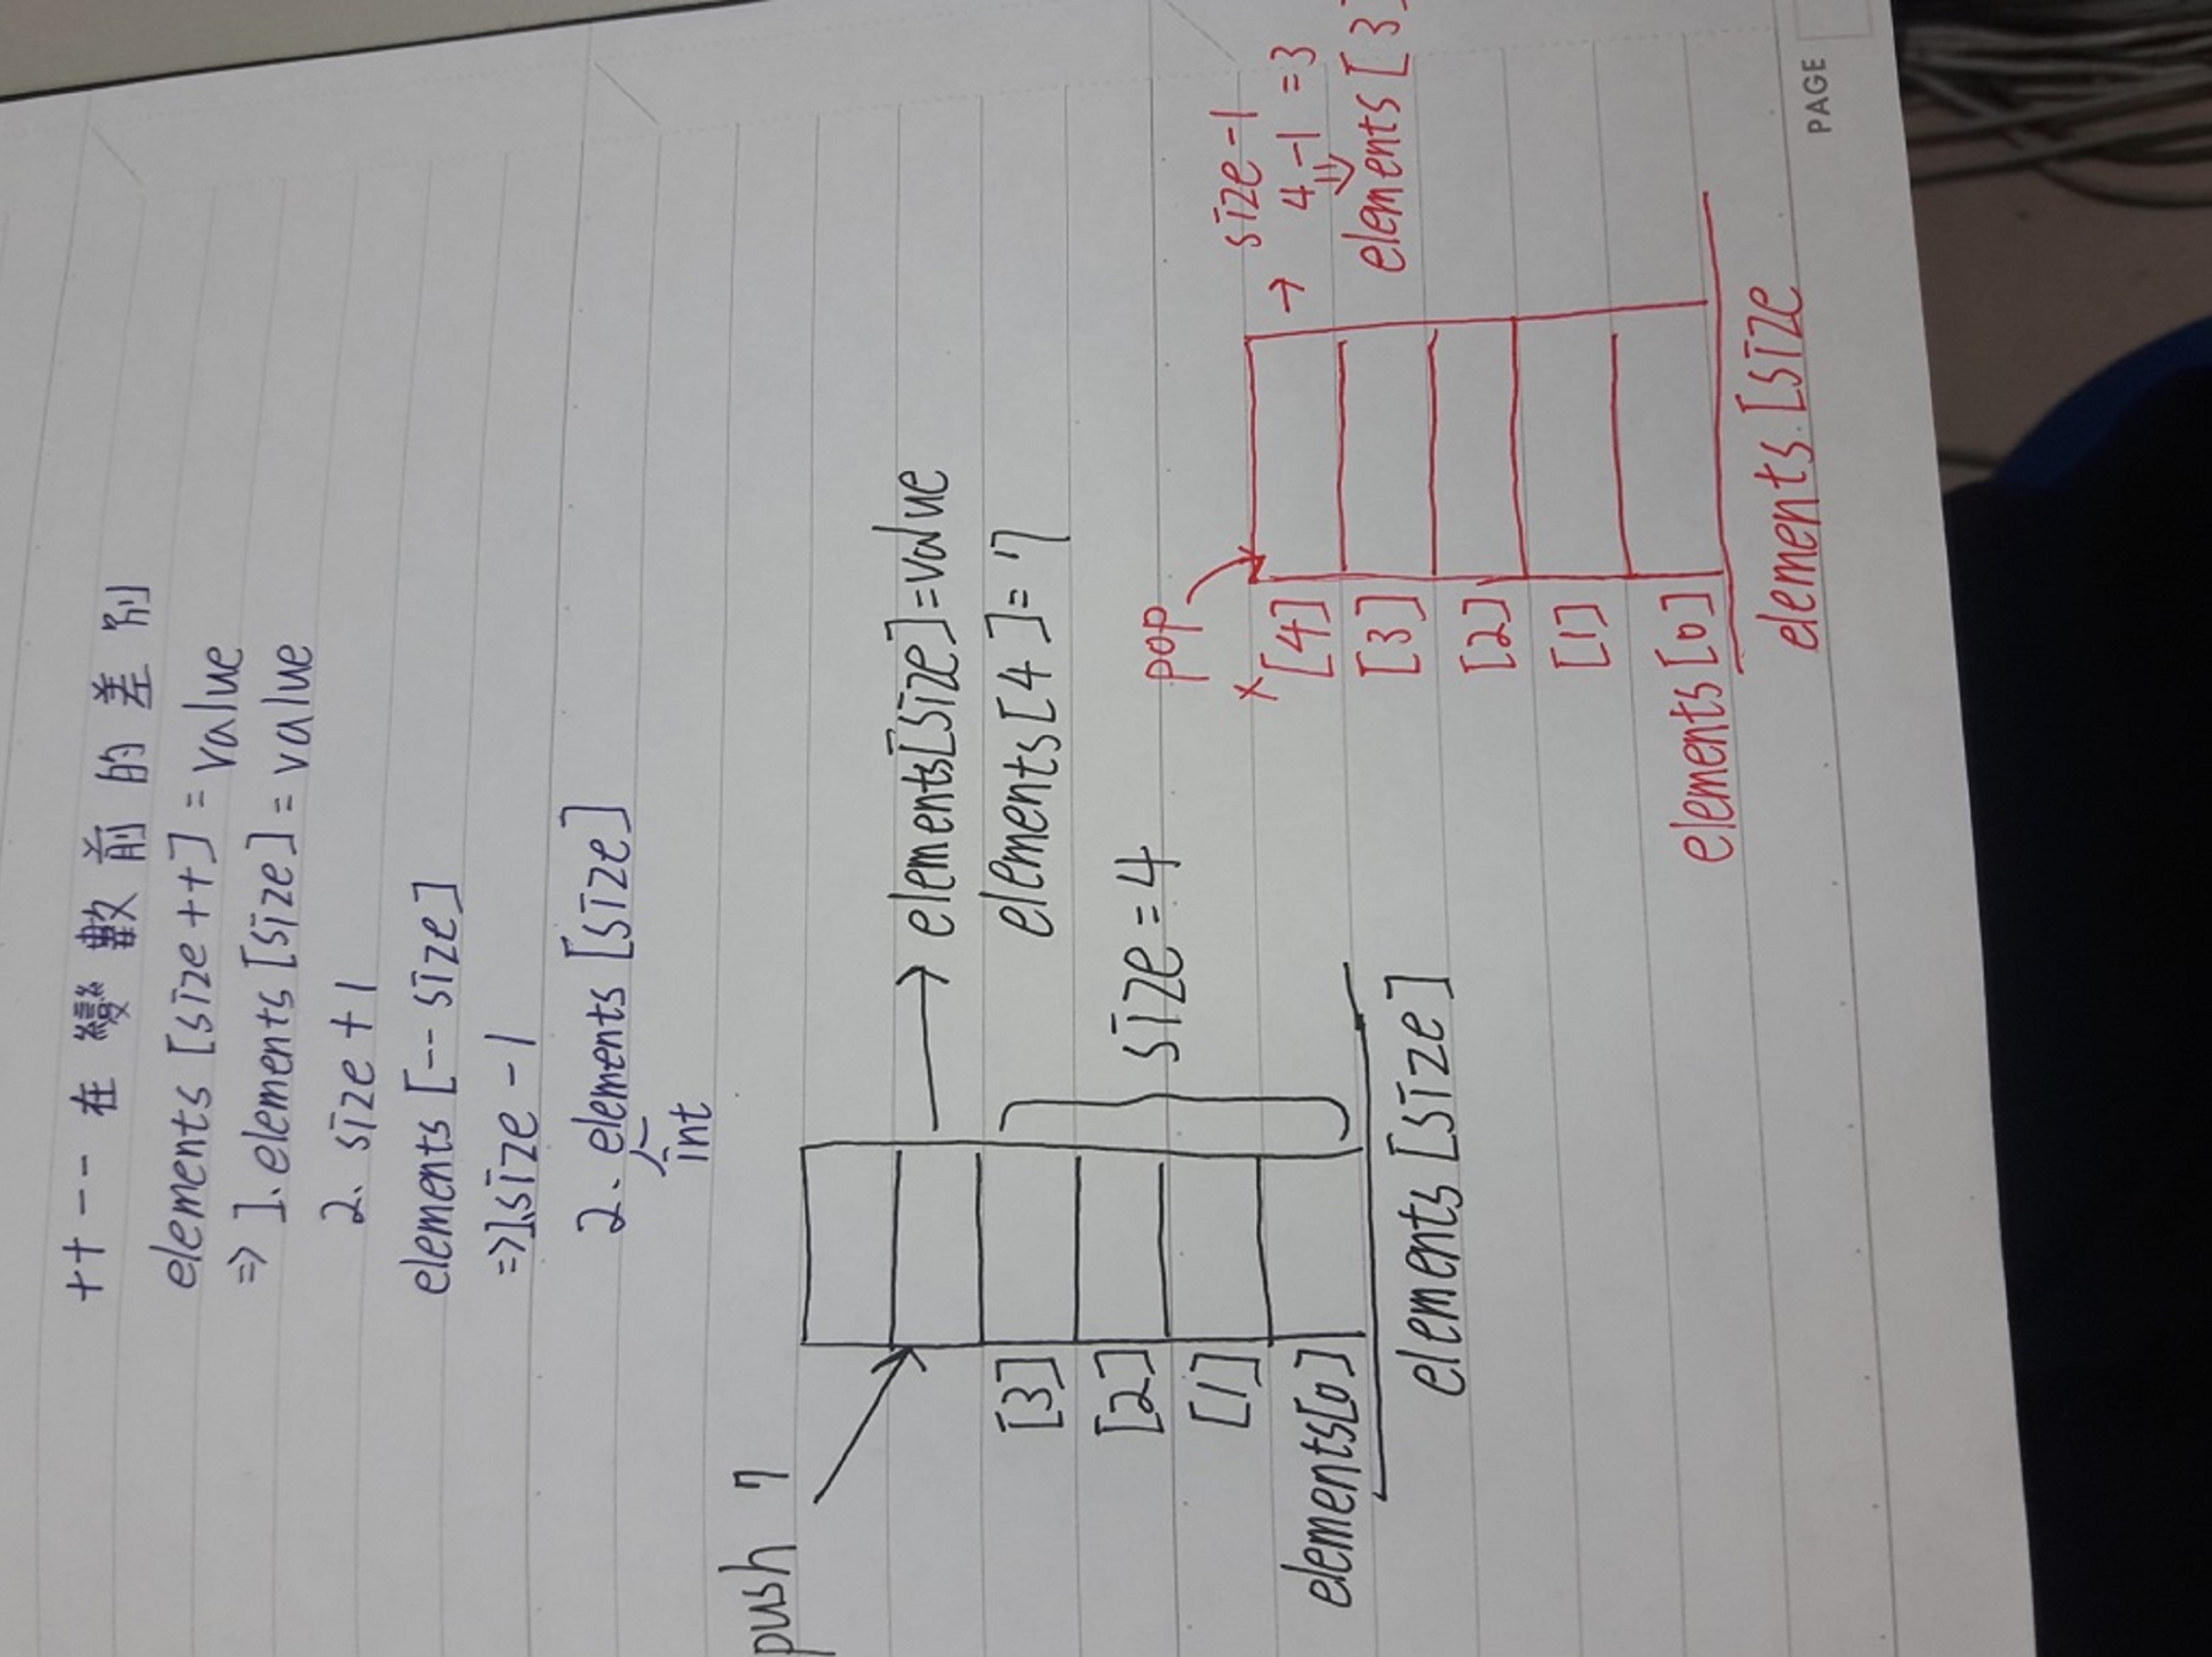 ++ -- 在變數前的差別
elements [size ++] = value
=> 1. elements [size] = value
2. size + 1
elements [-- size]
=> 1. size - 1
2. elements [size]
int
push 7
→ elements[size] = value
elements[4] = 7
[3]
[2]
[1]
elements[0]
size = 4
elements [size]
pop
x [4]
[3]
[2]
[1]
elements[0]
→ size-1
4-1=3
⇓
elements[3]
elements [size
PAGE